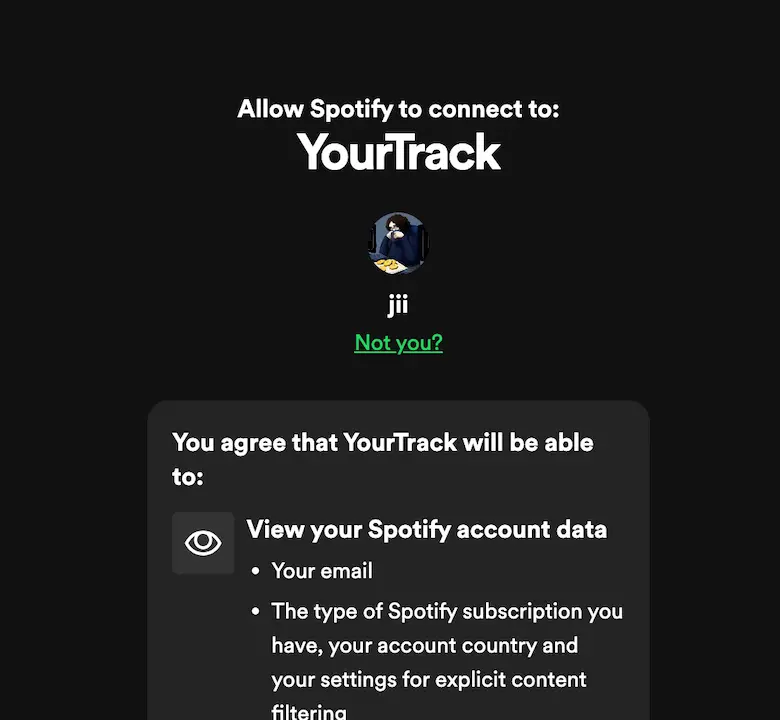 Allow Spotify to connect to:
YourTrack
jii
Not you?
You agree that YourTrack will be able
to:
View your Spotify account data
• Your email
• The type of Spotify subscription you
have, your account country and
your settings for explicit content
filtering